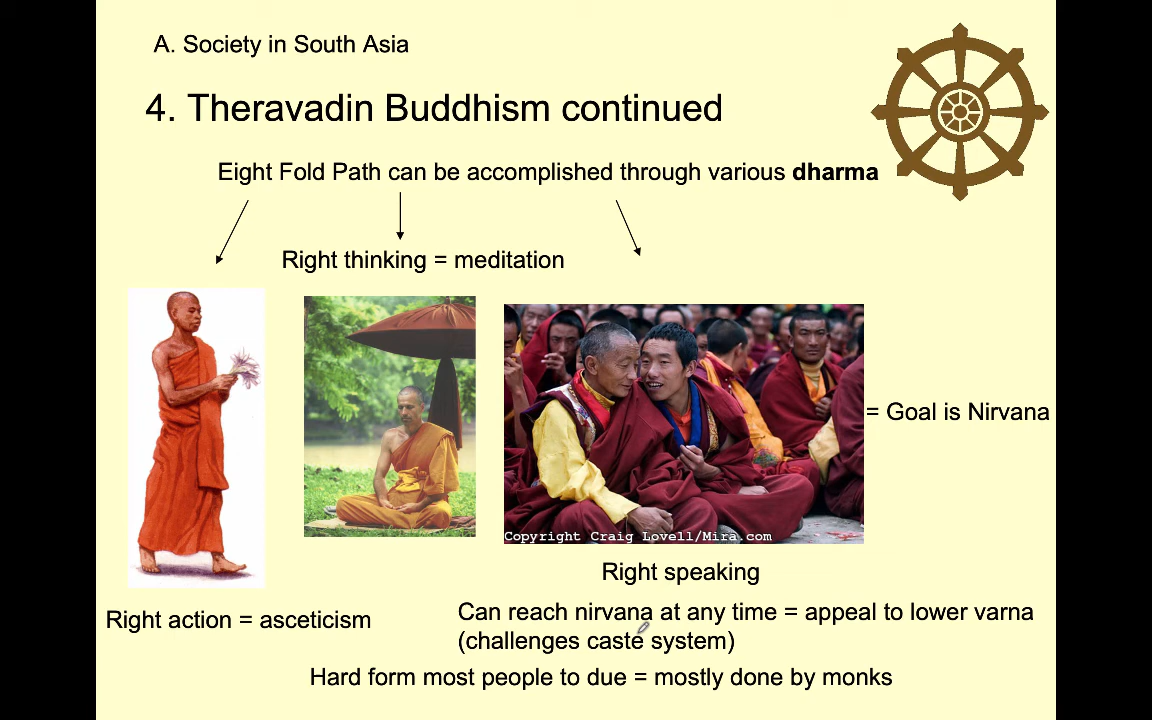 A. Society in South Asia
4. Theravadin Buddhism continued
Eight Fold Path can be accomplished through various dharma
Right thinking = meditation
= Goal is Nirvana
Copyright Craig Lovell/Mira.com
Right speaking
Right action = asceticism
Can reach nirvana at any time = appeal to lower varna
(challenges caste system)
Hard form most people to due = mostly done by monks